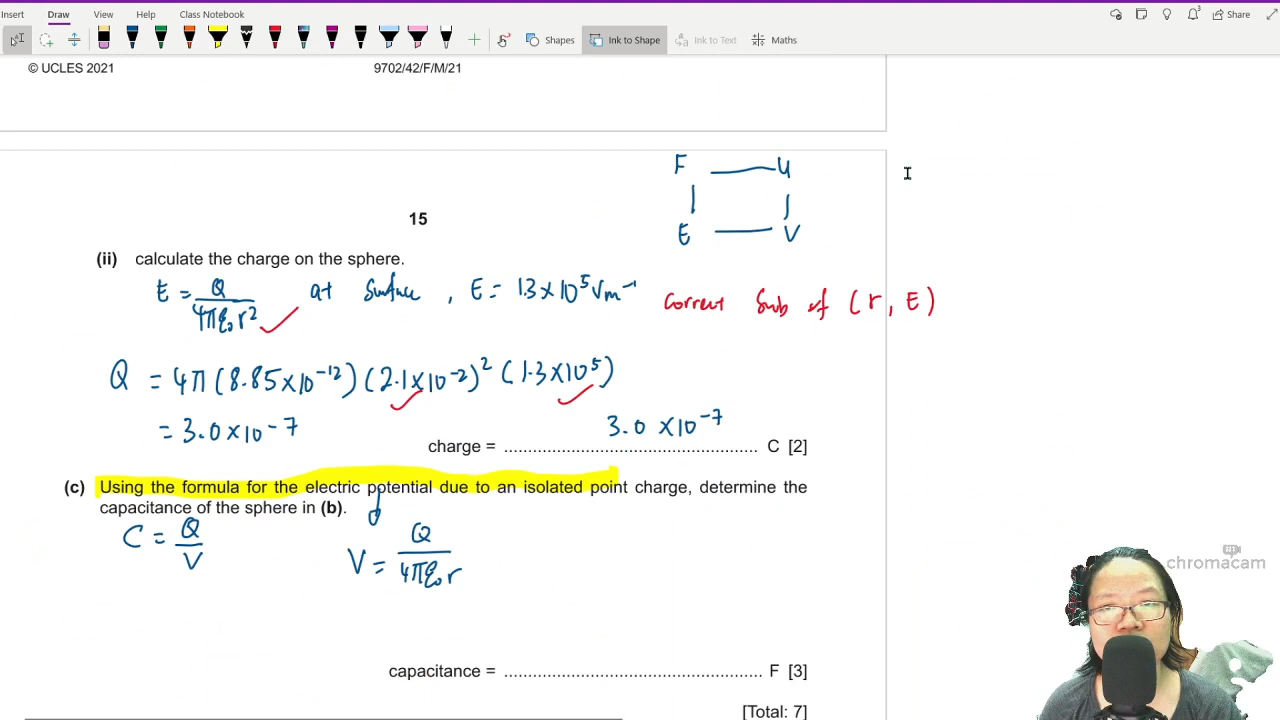 Insert Draw View Help Class Notebook Share
Shapes Ink to Shape Ink to Text Maths
© UCLES 2021 9702/42/F/M/21
F U
15
E V
(ii) calculate the charge on the sphere.
E = Q/4πε₀r² at surface, E = 1.3×10⁵ Vm⁻¹ Correct sub of (r, E)
Q = 4π(8.85×10⁻¹²)(2.1×10⁻²)²(1.3×10⁵)
= 3.0×10⁻⁷ 3.0 ×10⁻⁷
charge = ...................................................... C [2]
(c) Using the formula for the electric potential due to an isolated point charge, determine the
capacitance of the sphere in (b).
C = Q/V V = Q/4πε₀r
chromacam
capacitance = ...................................................... F [3]
[Total: 7]